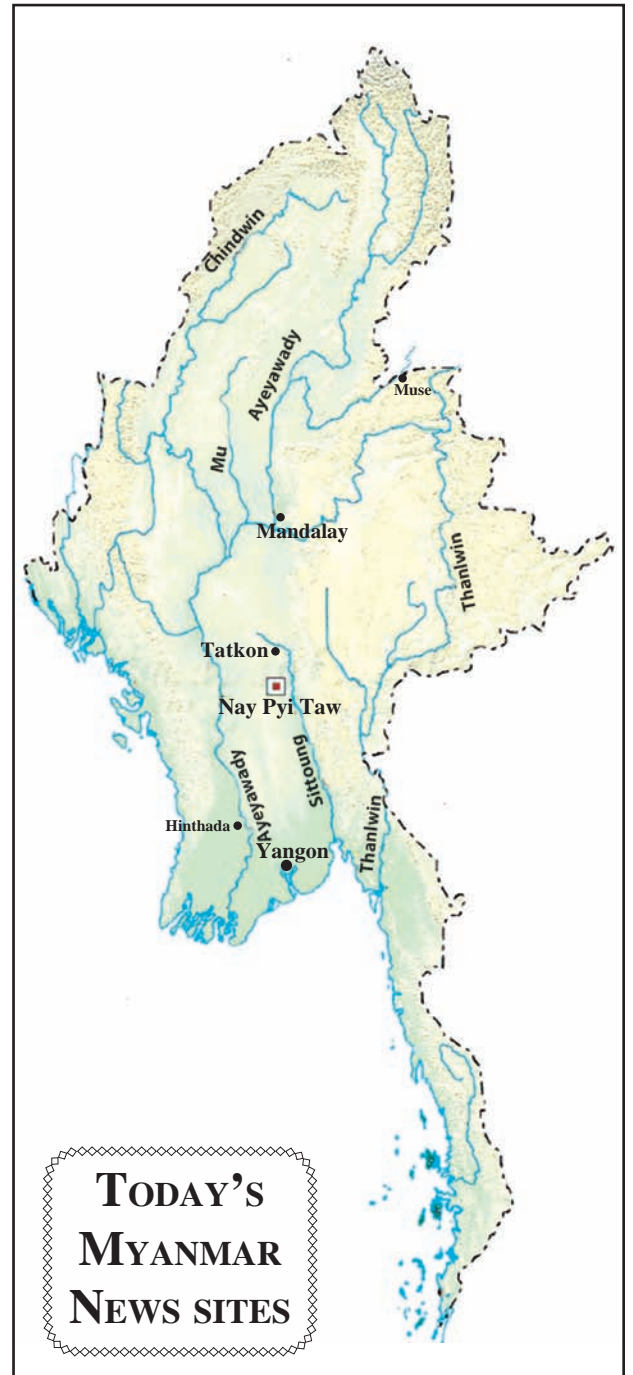 Chindwin
Ayeyawady
Muse
Mu
Mandalay
Thanlwin
Tatkon
Nay Pyi Taw
Sittoung
Ayeyawady
Hinthada
Thanlwin
Yangon
TODAY'S
MYANMAR
NEWS SITES